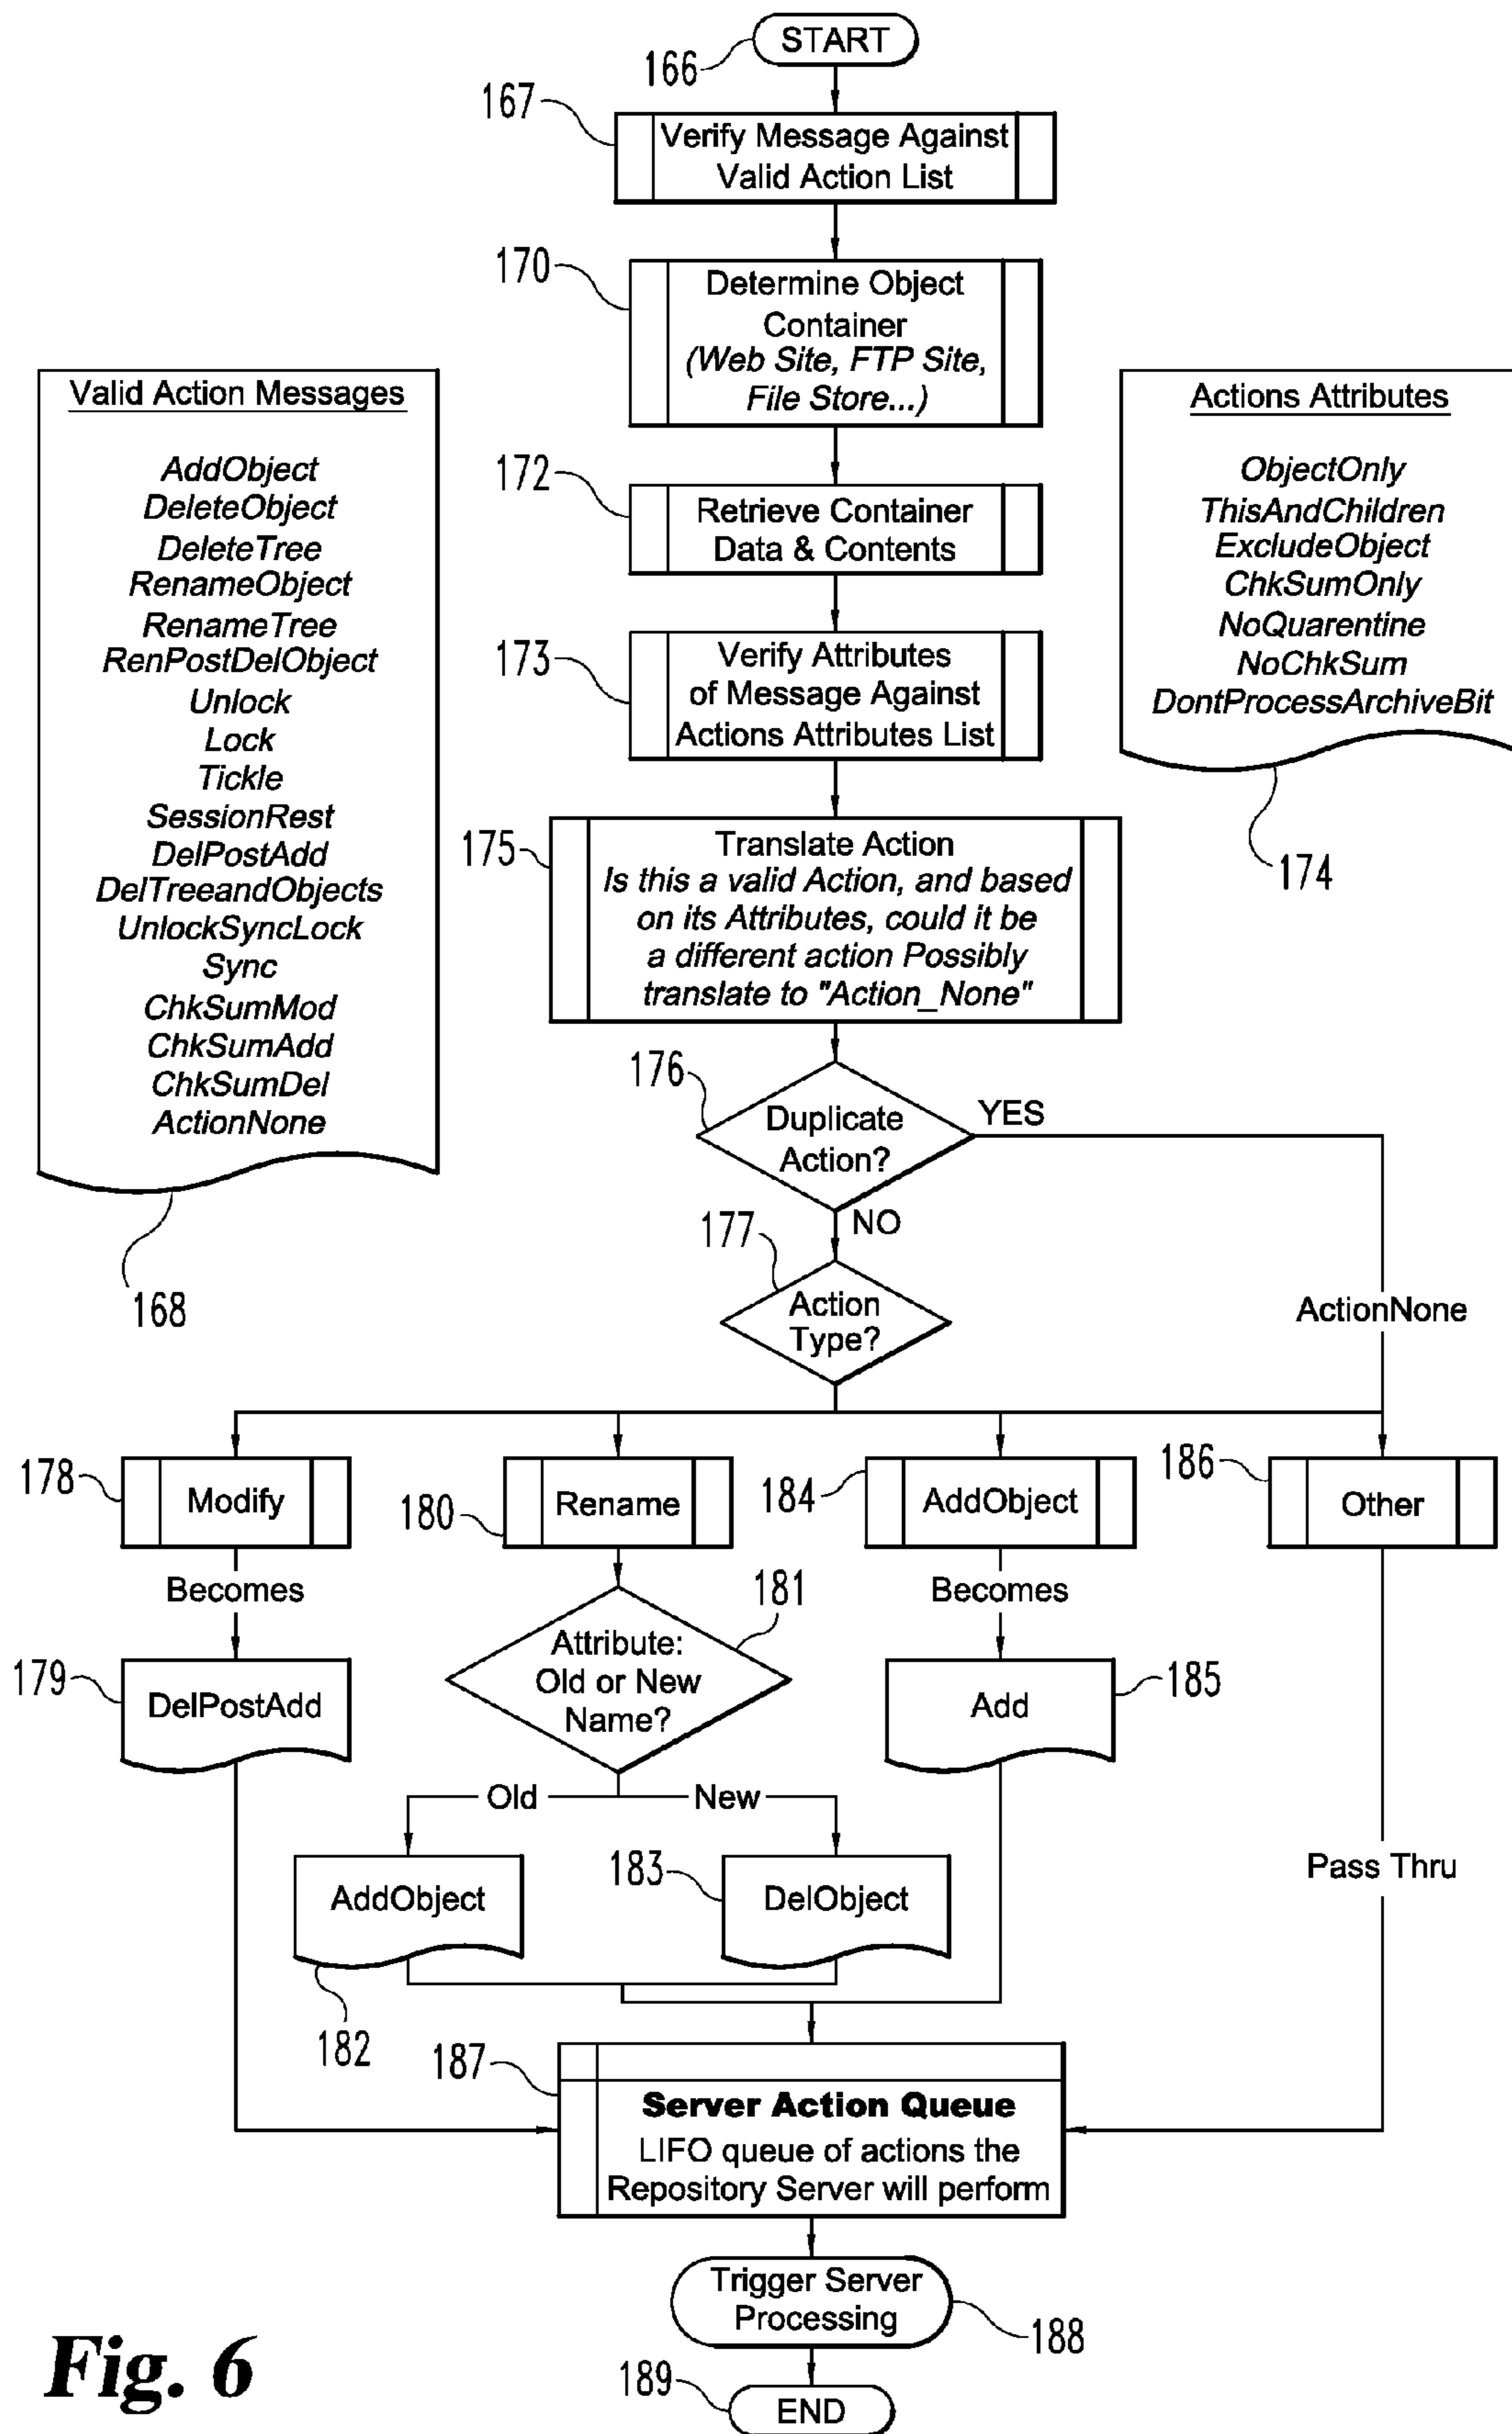 START
166
167
Verify Message Against
Valid Action List
170
Determine Object
Container
(Web Site, FTP Site,
File Store...)
Valid Action Messages
AddObject
DeleteObject
DeleteTree
RenameObject
RenameTree
RenPostDelObject
Unlock
Lock
Tickle
SessionRest
DelPostAdd
DelTreeandObjects
UnlockSyncLock
Sync
ChkSumMod
ChkSumAdd
ChkSumDel
ActionNone
168
Actions Attributes
ObjectOnly
ThisAndChildren
ExcludeObject
ChkSumOnly
NoQuarentine
NoChkSum
DontProcessArchiveBit
174
172
Retrieve Container
Data & Contents
173
Verify Attributes
of Message Against
Actions Attributes List
175
Translate Action
Is this a valid Action, and based
on its Attributes, could it be
a different action Possibly
translate to "Action_None"
176
Duplicate
Action?
YES
NO
177
Action
Type?
ActionNone
178
Modify
180
Rename
184
AddObject
186
Other
Becomes
181
Becomes
179
DelPostAdd
Attribute:
Old or New
Name?
Add
185
Old
New
AddObject
183
DelObject
Pass Thru
182
187
Server Action Queue
LIFO queue of actions the
Repository Server will perform
Trigger Server
Processing
188
189
END
Fig. 6